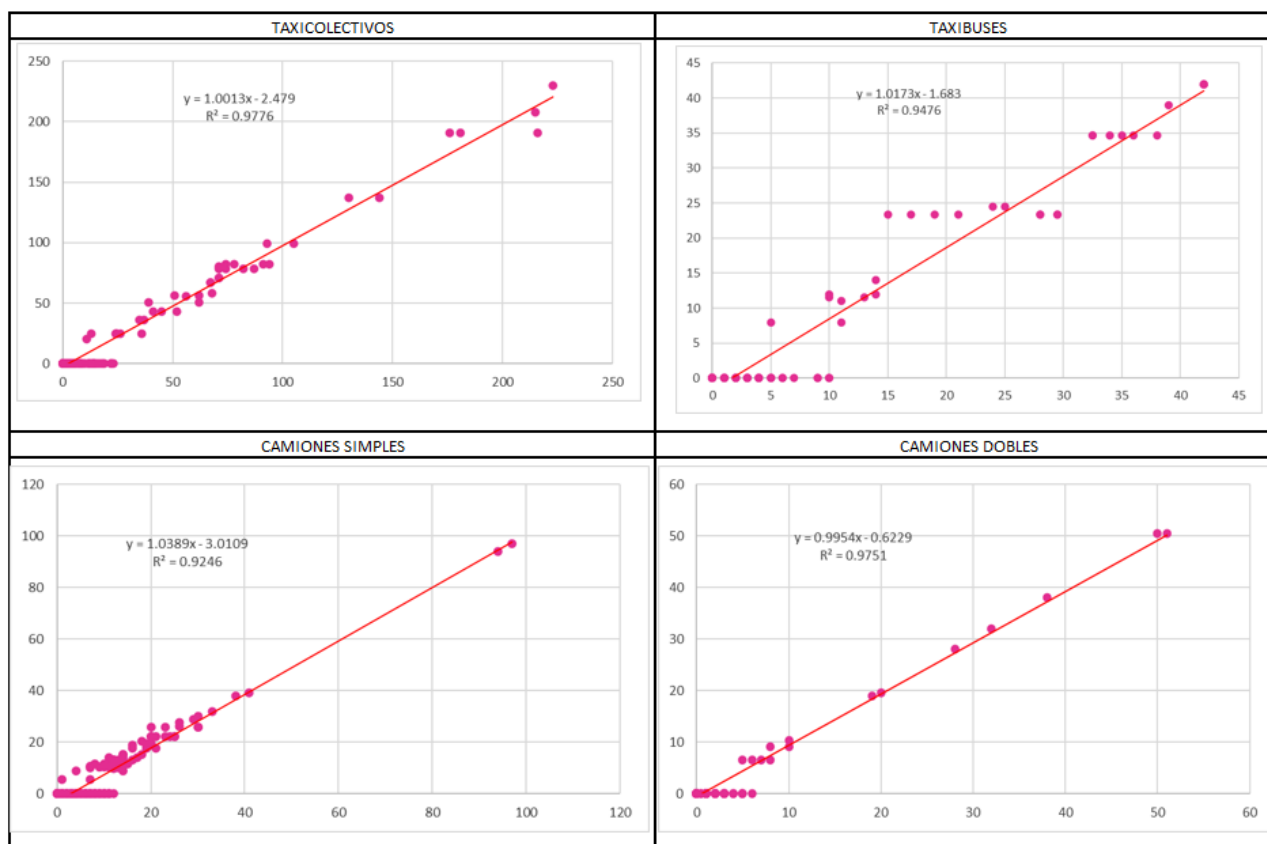 TAXICOLECTIVOS
250
200
150
100
50
0
y = 1.0013x - 2.479
R² = 0.9776
0 50 100 150 200 250
TAXIBUSES
45
40
35
30
25
20
15
10
5
0
y = 1.0173x - 1.683
R² = 0.9476
0 5 10 15 20 25 30 35 40 45
CAMIONES SIMPLES
120
100
80
60
40
20
0
y = 1.0389x - 3.0109
R² = 0.9246
0 20 40 60 80 100 120
CAMIONES DOBLES
60
50
40
30
20
10
0
y = 0.9954x - 0.6229
R² = 0.9751
0 10 20 30 40 50 60